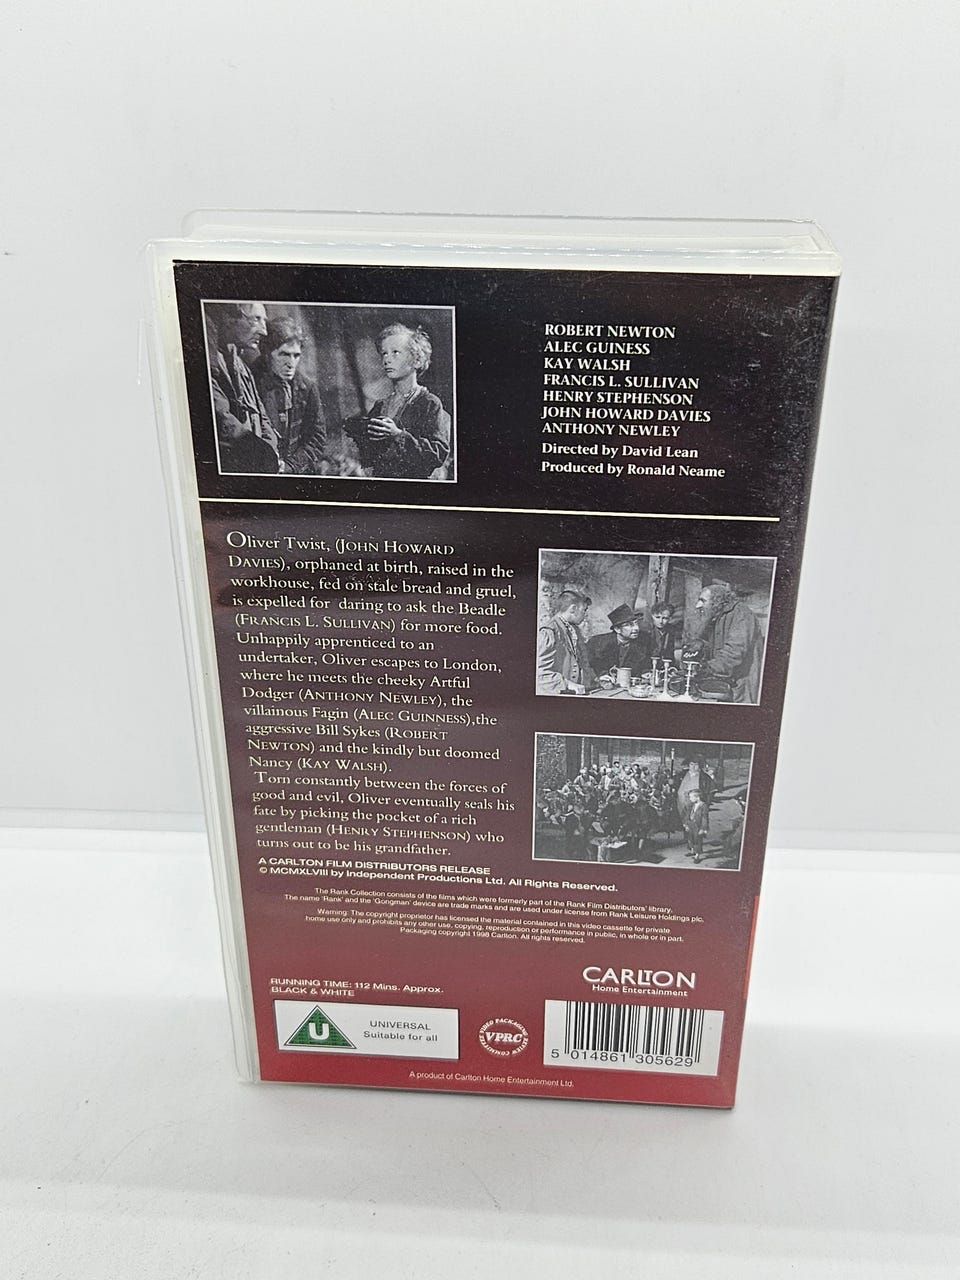 ROBERT NEWTON
ALEC GUINESS
KAY WALSH
FRANCIS L. SULLIVAN
HENRY STEPHENSON
JOHN HOWARD DAVIES
ANTHONY NEWLEY
Directed by David Lean
Produced by Ronald Neame
Oliver Twist, (JOHN HOWARD
DAVIES), orphaned at birth, raised in the
workhouse, fed on stale bread and gruel,
is expelled for daring to ask the Beadle
(FRANCIS L. SULLIVAN) for more food.
Unhappily apprenticed to an
undertaker, Oliver escapes to London,
where he meets the cheeky Artful
Dodger (ANTHONY NEWLEY), the
villainous Fagin (ALEC GUINNESS),the
aggressive Bill Sykes (ROBERT
NEWTON) and the kindly but doomed
Nancy (KAY WALSH).
Torn constantly between the forces of
good and evil, Oliver eventually seals his
fate by picking the pocket of a rich
gentleman (HENRY STEPHENSON) who
turns out to be his grandfather.
A CARLTON FILM DISTRIBUTORS RELEASE
© MCMXLVIII by Independent Productions Ltd. All Rights Reserved.
The Rank Collection consists of the films which were formerly part of the Rank Film Distributors' library.
The name 'Rank' and the 'Gongman' device are trade marks and are used under license from Rank Leisure Holdings plc.
Warning: The copyright proprietor has licensed the material contained in this video cassette for private
home use only and prohibits any other use, copying, reproduction or performance in public, in whole or in part.
Packaging copyright 1998 Carlton. All rights reserved.
CARLTON
Home Entertainment
RUNNING TIME: 112 Mins. Approx.
BLACK & WHITE
U
UNIVERSAL
Suitable for all
VIDEO PACKAGING REVIEW COMMITTEE
VPRC
5 014861 305629
A product of Carlton Home Entertainment Ltd.